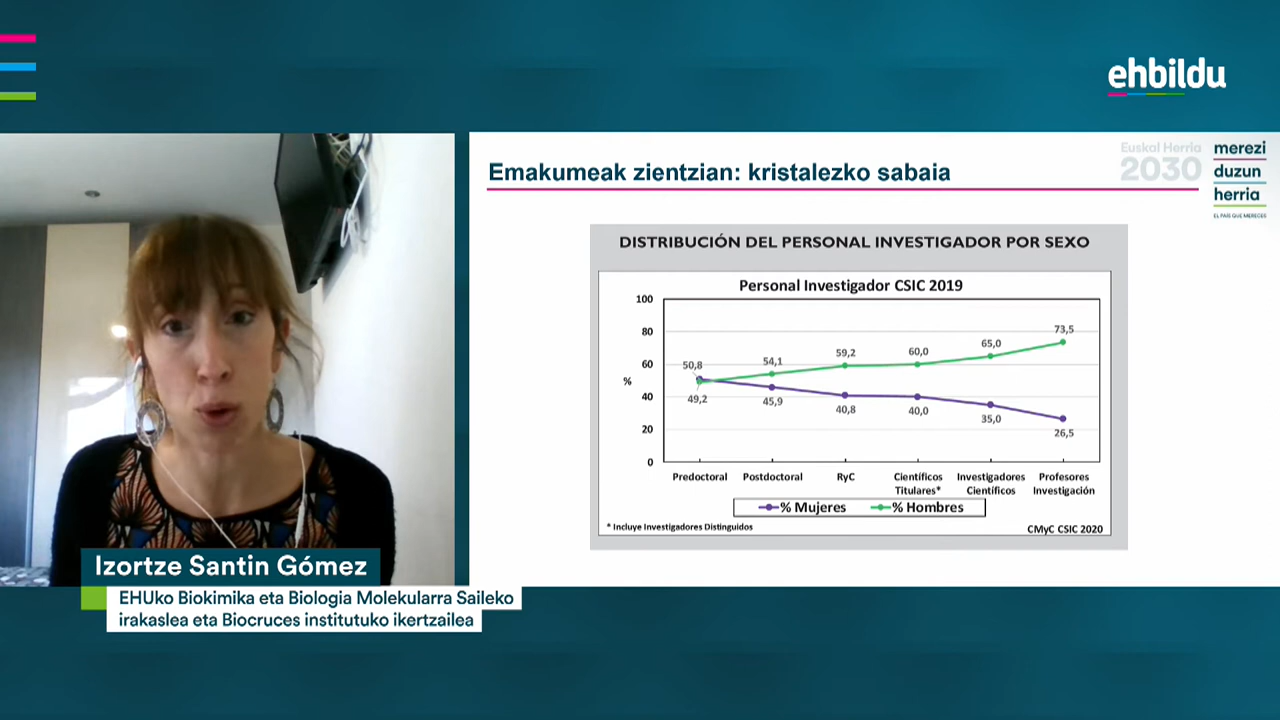 ehbildu
Emakumeak zientzian: kristalezko sabaia
Euskal Herria
2030
merezi
duzun
herria
EL PAÍS QUE MERECES
DISTRIBUCIÓN DEL PERSONAL INVESTIGADOR POR SEXO
Personal Investigador CSIC 2019
100
80
60
40
20
0
%
50,8
54,1
59,2
60,0
65,0
73,5
49,2
45,9
40,8
40,0
35,0
26,5
Predoctoral Postdoctoral RyC Científicos Investigadores Profesores
Titulares* Científicos Investigación
% Mujeres % Hombres
* Incluye Investigadores Distinguidos
CMyC CSIC 2020
Izortze Santin Gómez
EHUko Biokimika eta Biologia Molekularra Saileko
irakaslea eta Biocruces institutuko ikertzailea